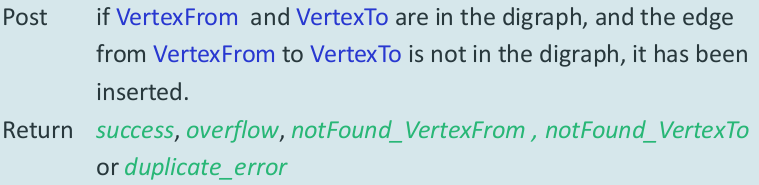 Post if VertexFrom and VertexTo are in the digraph, and the edge
from VertexFrom to VertexTo is not in the digraph, it has been
inserted.
Return success, overflow, notFound_VertexFrom , notFound_VertexTo
or duplicate_error